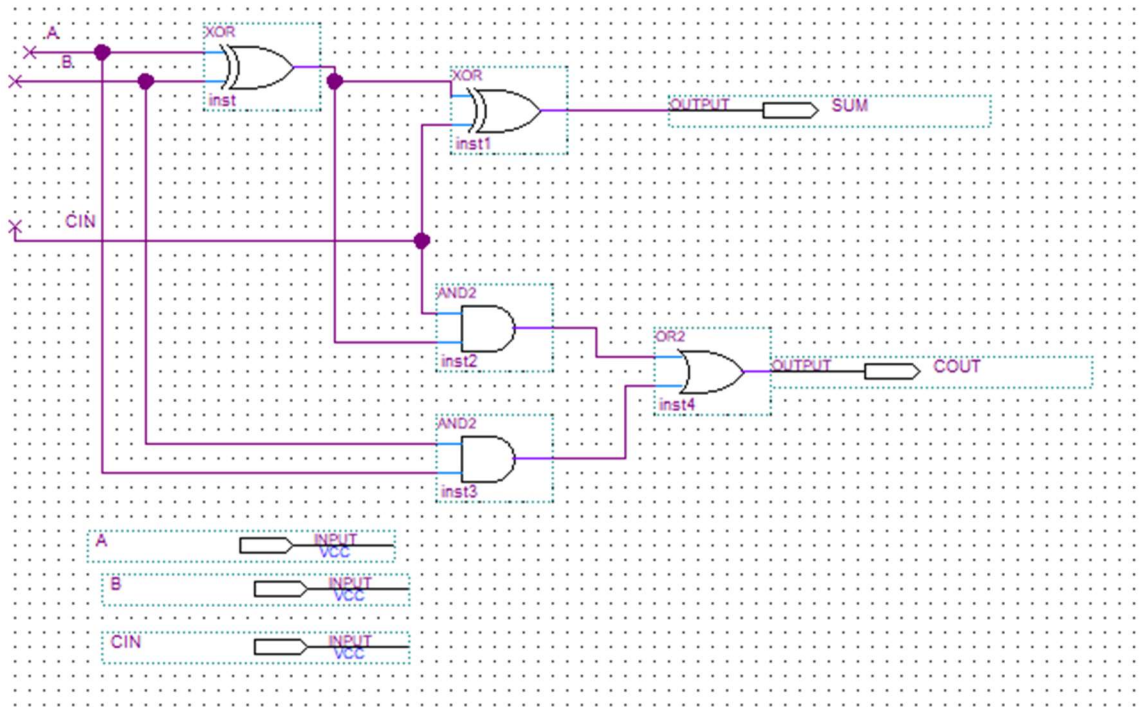 A
XOR
B
inst
XOR
OUTPUT
SUM
inst1
CIN
AND2
inst2
OR2
OUTPUT
COUT
inst4
AND2
inst3
A
INPUT
VCC
B
INPUT
VCC
CIN
INPUT
VCC